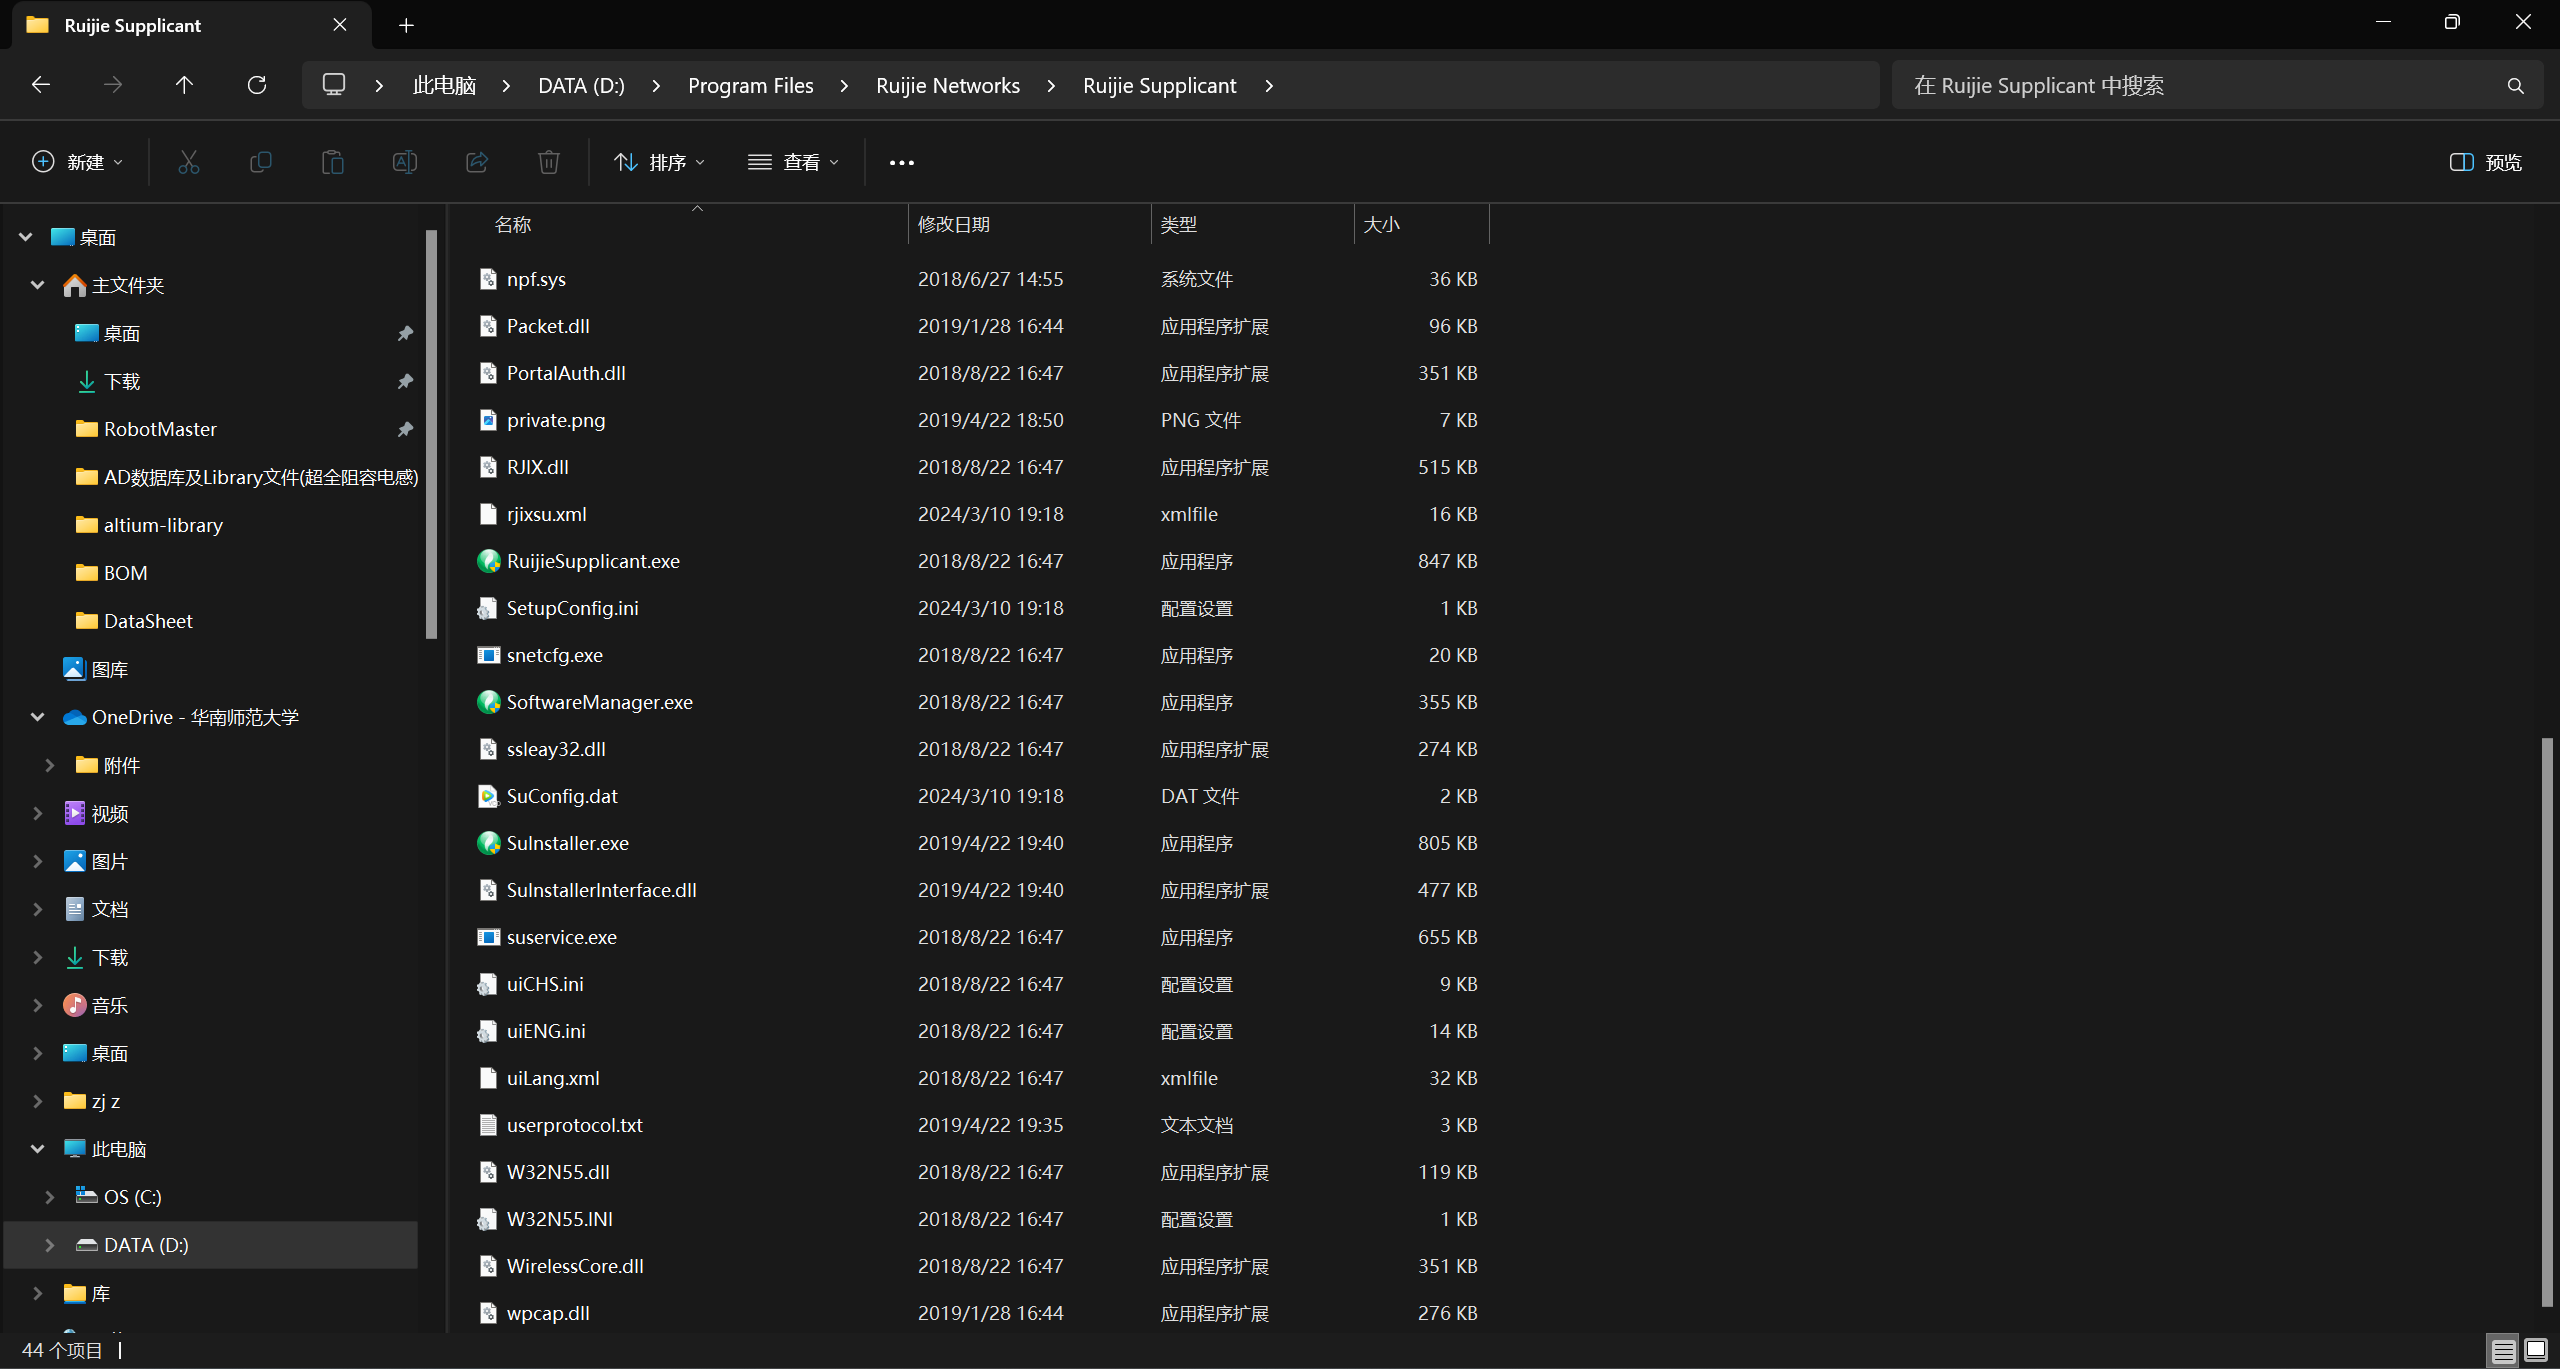 Ruijie Supplicant
此电脑 DATA (D:) Program Files Ruijie Networks Ruijie Supplicant
在 Ruijie Supplicant 中搜索
新建 排序 查看 预览
桌面
主文件夹
桌面
下载
RobotMaster
AD数据库及Library文件(超全阻容电感)
altium-library
BOM
DataSheet
图库
OneDrive - 华南师范大学
附件
视频
图片
文档
下载
音乐
桌面
zj z
此电脑
OS (C:)
DATA (D:)
库
名称 修改日期 类型 大小
npf.sys 2018/6/27 14:55 系统文件 36 KB
Packet.dll 2019/1/28 16:44 应用程序扩展 96 KB
PortalAuth.dll 2018/8/22 16:47 应用程序扩展 351 KB
private.png 2019/4/22 18:50 PNG 文件 7 KB
RJIX.dll 2018/8/22 16:47 应用程序扩展 515 KB
rjixsu.xml 2024/3/10 19:18 xmlfile 16 KB
RuijieSupplicant.exe 2018/8/22 16:47 应用程序 847 KB
SetupConfig.ini 2024/3/10 19:18 配置设置 1 KB
snetcfg.exe 2018/8/22 16:47 应用程序 20 KB
SoftwareManager.exe 2018/8/22 16:47 应用程序 355 KB
ssleay32.dll 2018/8/22 16:47 应用程序扩展 274 KB
SuConfig.dat 2024/3/10 19:18 DAT 文件 2 KB
SuInstaller.exe 2019/4/22 19:40 应用程序 805 KB
SuInstallerInterface.dll 2019/4/22 19:40 应用程序扩展 477 KB
suservice.exe 2018/8/22 16:47 应用程序 655 KB
uiCHS.ini 2018/8/22 16:47 配置设置 9 KB
uiENG.ini 2018/8/22 16:47 配置设置 14 KB
uiLang.xml 2018/8/22 16:47 xmlfile 32 KB
userprotocol.txt 2019/4/22 19:35 文本文档 3 KB
W32N55.dll 2018/8/22 16:47 应用程序扩展 119 KB
W32N55.INI 2018/8/22 16:47 配置设置 1 KB
WirelessCore.dll 2018/8/22 16:47 应用程序扩展 351 KB
wpcap.dll 2019/1/28 16:44 应用程序扩展 276 KB
44 个项目